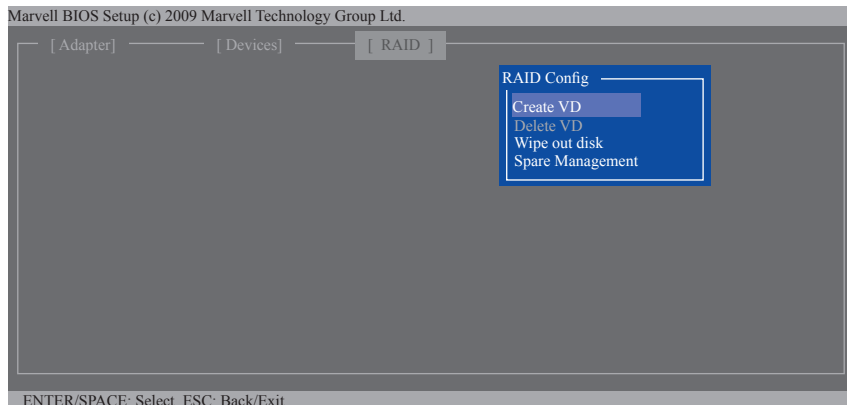 Marvell BIOS Setup (c) 2009 Marvell Technology Group Ltd.
[ Adapter] [ Devices] [ RAID ]
RAID Config
Create VD
Delete VD
Wipe out disk
Spare Management
ENTER/SPACE: Select ESC: Back/Exit